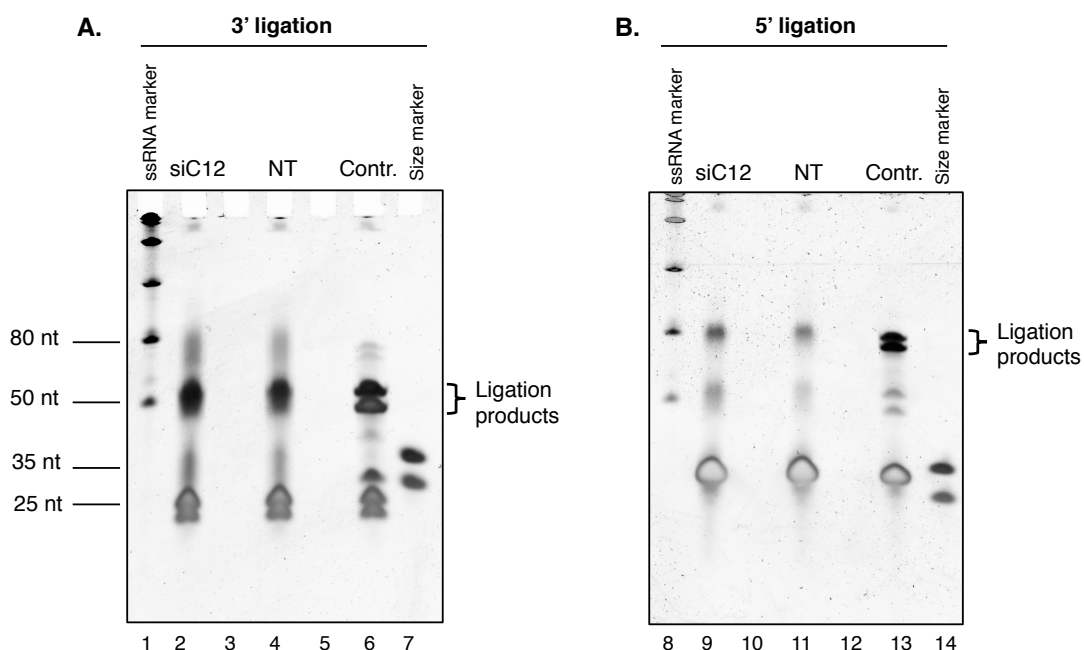 A.
3’ ligation
ssRNA marker
siC12
NT
Contr.
Size marker
80 nt
50 nt
35 nt
25 nt
Ligation
products
1 2 3 4 5 6 7
B.
5’ ligation
ssRNA marker
siC12
NT
Contr.
Size marker
Ligation
products
8 9 10 11 12 13 14